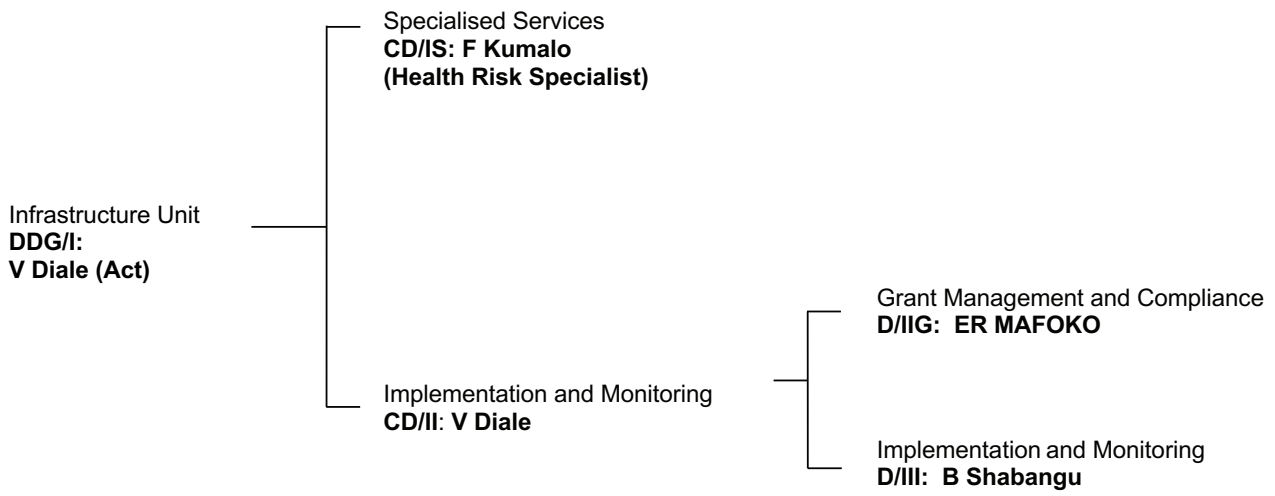 Specialised Services
CD/IS: F Kumalo
(Health Risk Specialist)
Infrastructure Unit
DDG/I:
V Diale (Act)
Grant Management and Compliance
D/IIG: ER MAFOKO
Implementation and Monitoring
CD/II: V Diale
Implementation and Monitoring
D/III: B Shabangu